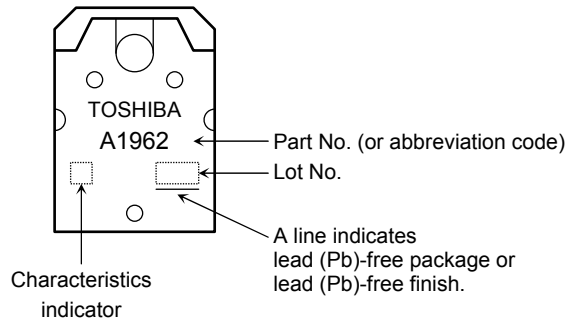 TOSHIBA
A1962
Part No. (or abbreviation code)
Lot No.
A line indicates
lead (Pb)-free package or
lead (Pb)-free finish.
Characteristics
indicator